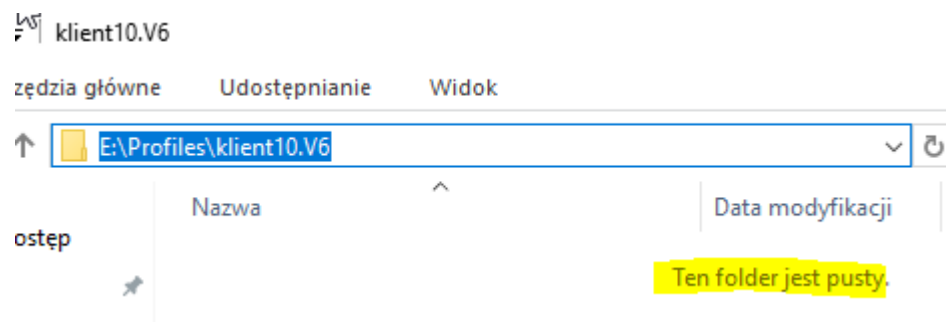 klient10.V6
zędzia główne Udostępnianie Widok
E:\Profiles\klient10.V6
Nazwa Data modyfikacji
ostęp
Ten folder jest pusty.